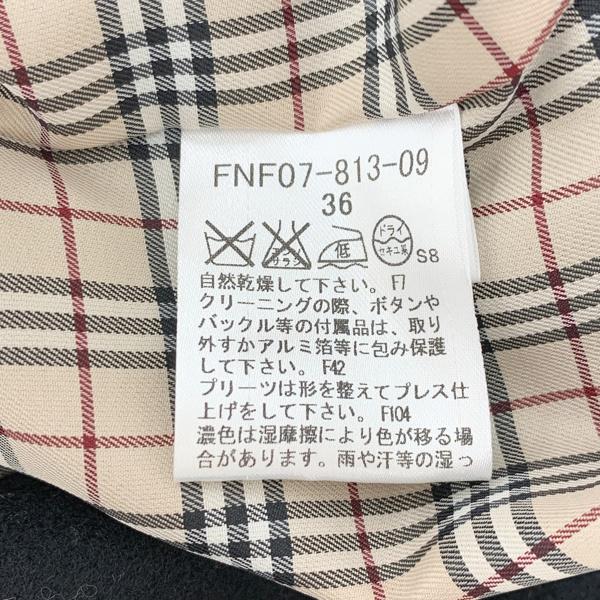 FNF07-813-09
36
エンソサラシ 低 ドライ セキユ系 S8
自然乾燥して下さい。F7
クリーニングの際、ボタンや
バックル等の付属品は、取り
外すかアルミ箔等に包み保護
して下さい。F42
プリーツは形を整えてプレス仕
上げをして下さい。F104
濃色は湿摩擦により色が移る場
合があります。雨や汗等の湿っ